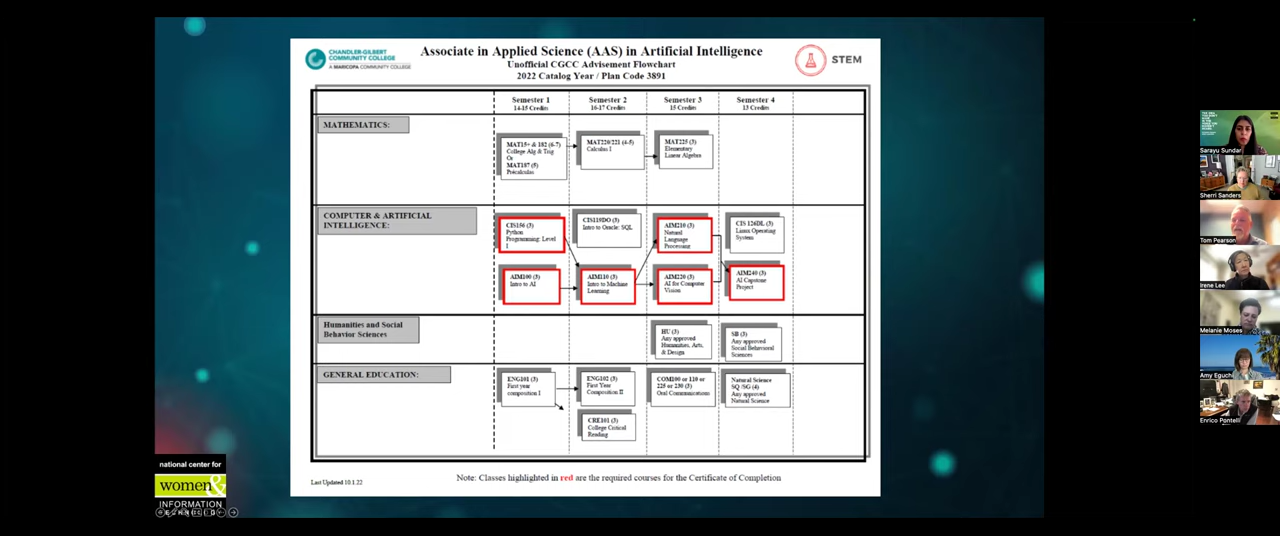 CHANDLER-GILBERT
COMMUNITY COLLEGE
A MARICOPA COMMUNITY COLLEGE
Associate in Applied Science (AAS) in Artificial Intelligence
Unofficial CGCC Advisement Flowchart
2022 Catalog Year / Plan Code 3891
STEM
Semester 1
14-15 Credits
Semester 2
16-17 Credits
Semester 3
15 Credits
Semester 4
13 Credits
MATHEMATICS:
MAT15+ & 182 (6-7)
College Alg & Trig
Or
MAT187 (5)
Precalculus
MAT220/221 (4-5)
Calculus I
MAT225 (3)
Elementary
Linear Algebra
COMPUTER & ARTIFICIAL
INTELLIGENCE:
CIS156 (3)
Python
Programming: Level
I
CIS119DO (3)
Intro to Oracle: SQL
AIM210 (3)
Natural
Language
Processing
CIS 126DL (3)
Linux Operating
System
AIM100 (3)
Intro to AI
AIM110 (3)
Intro to Machine
Learning
AIM220 (3)
AI for Computer
Vision
AIM240 (3)
AI Capstone
Project
Humanities and Social
Behavior Sciences
HU (3)
Any approved
Humanities, Arts,
& Design
SB (3)
Any approved
Social Behavioral
Sciences
GENERAL EDUCATION:
ENG101 (3)
First year
composition I
ENG102 (3)
First Year
Composition II
COM100 or 110 or
225 or 230 (3)
Oral Communications
Natural Science
SQ /SG (4)
Any approved
Natural Science
CRE101 (3)
College Critical
Reading
Last Updated 10.1.22
Note: Classes highlighted in red are the required courses for the Certificate of Completion
national center for
women&
INFORMATION
Sarayu Sundar
Sherri Sanders
Tom Pearson
Irene Lee
Melanie Moses
Amy Eguchi
Enrico Pontelli